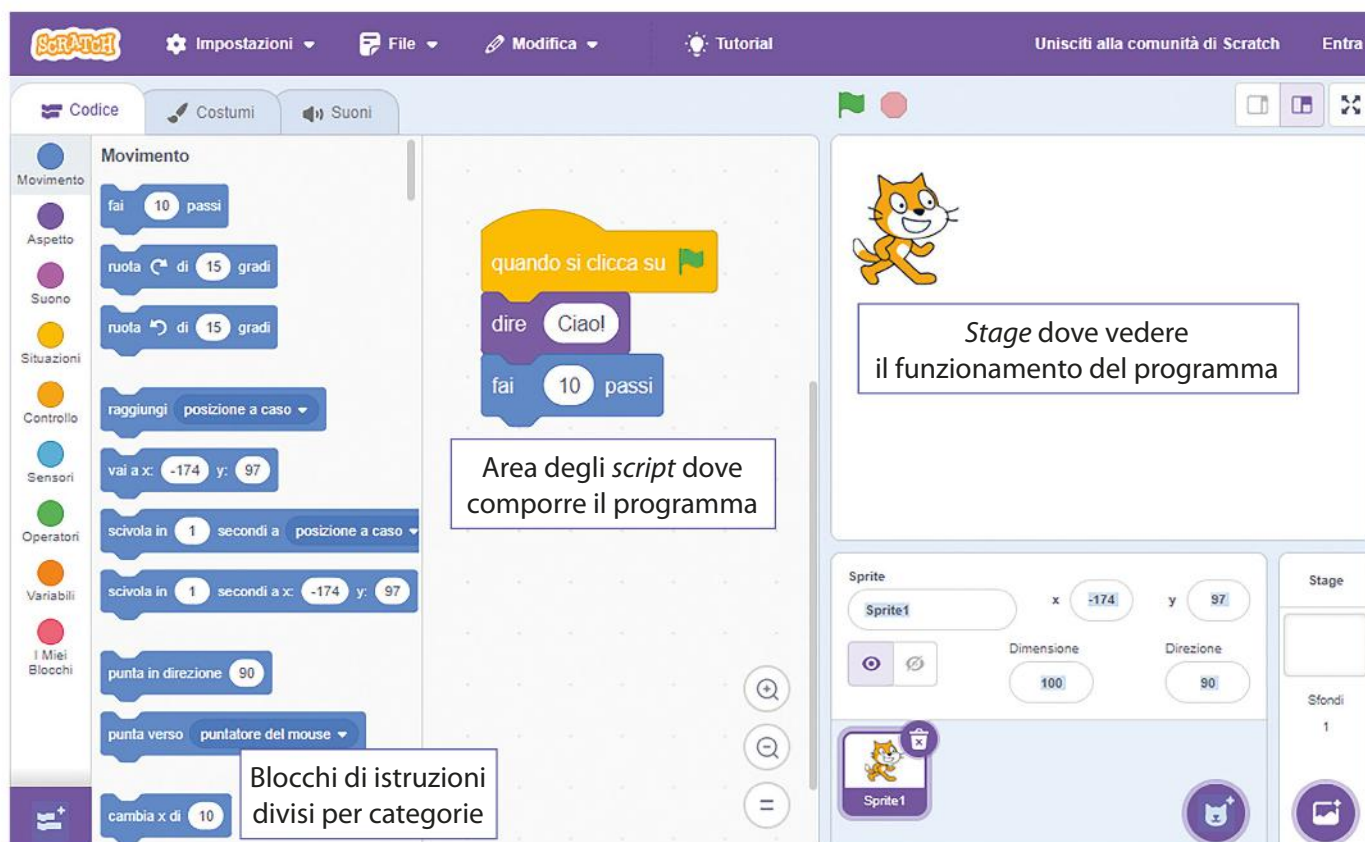 SCRATCH Impostazioni File Modifica Tutorial Unisciti alla comunità di Scratch Entra
Codice Costumi Suoni
Movimento
Aspetto
Suono
Situazioni
Controllo
Sensori
Operatori
Variabili
I Miei
Blocchi
Movimento
fai 10 passi
ruota di 15 gradi
ruota di 15 gradi
raggiungi posizione a caso
vai a x: -174 y: 97
scivola in 1 secondi a posizione a caso
scivola in 1 secondi a x: -174 y: 97
punta in direzione 90
punta verso puntatore del mouse
cambia x di 10
Blocchi di istruzioni
divisi per categorie
quando si clicca su
dire Ciao!
fai 10 passi
Area degli script dove
comporre il programma
Stage dove vedere
il funzionamento del programma
Sprite
Sprite1 x -174 y 97
Dimensione Direzione
100 90
Sprite1
Stage
Sfondi
1